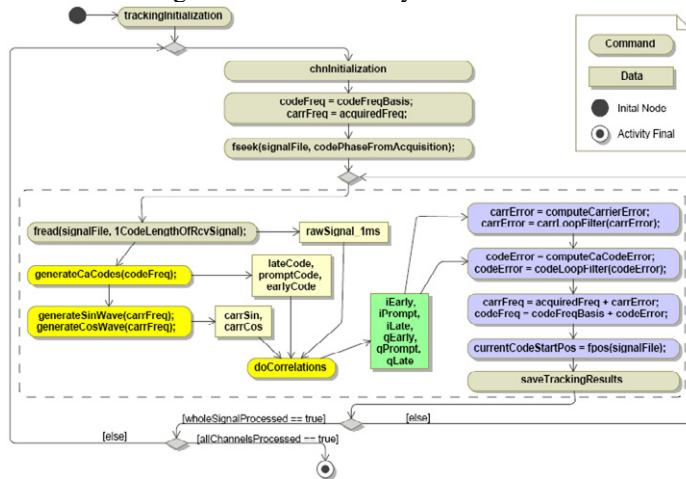 trackingInitialization
Command
Data
Inital Node
Activity Final
chnInitialization
codeFreq = codeFreqBasis;
carrFreq = acquiredFreq;
fseek(signalFile, codePhaseFromAcquisition);
fread(signalFile, 1CodeLengthOfRcvSignal);
rawSignal_1ms
generateCaCodes(codeFreq);
lateCode,
promptCode,
earlyCode
generateSinWave(carrFreq);
generateCosWave(carrFreq);
carrSin,
carrCos
doCorrelations
iEarly,
iPrompt,
iLate,
qEarly,
qPrompt,
qLate
carrError = computeCarrierError;
carrError = carrLoopFilter(carrError);
codeError = computeCaCodeError;
codeError = codeLoopFilter(codeError);
carrFreq = acquiredFreq + carrError;
codeFreq = codeFreqBasis + codeError;
currentCodeStartPos = fpos(signalFile);
saveTrackingResults
[wholeSignalProcessed == true]
[else]
[else]
[allChannelsProcessed == true]